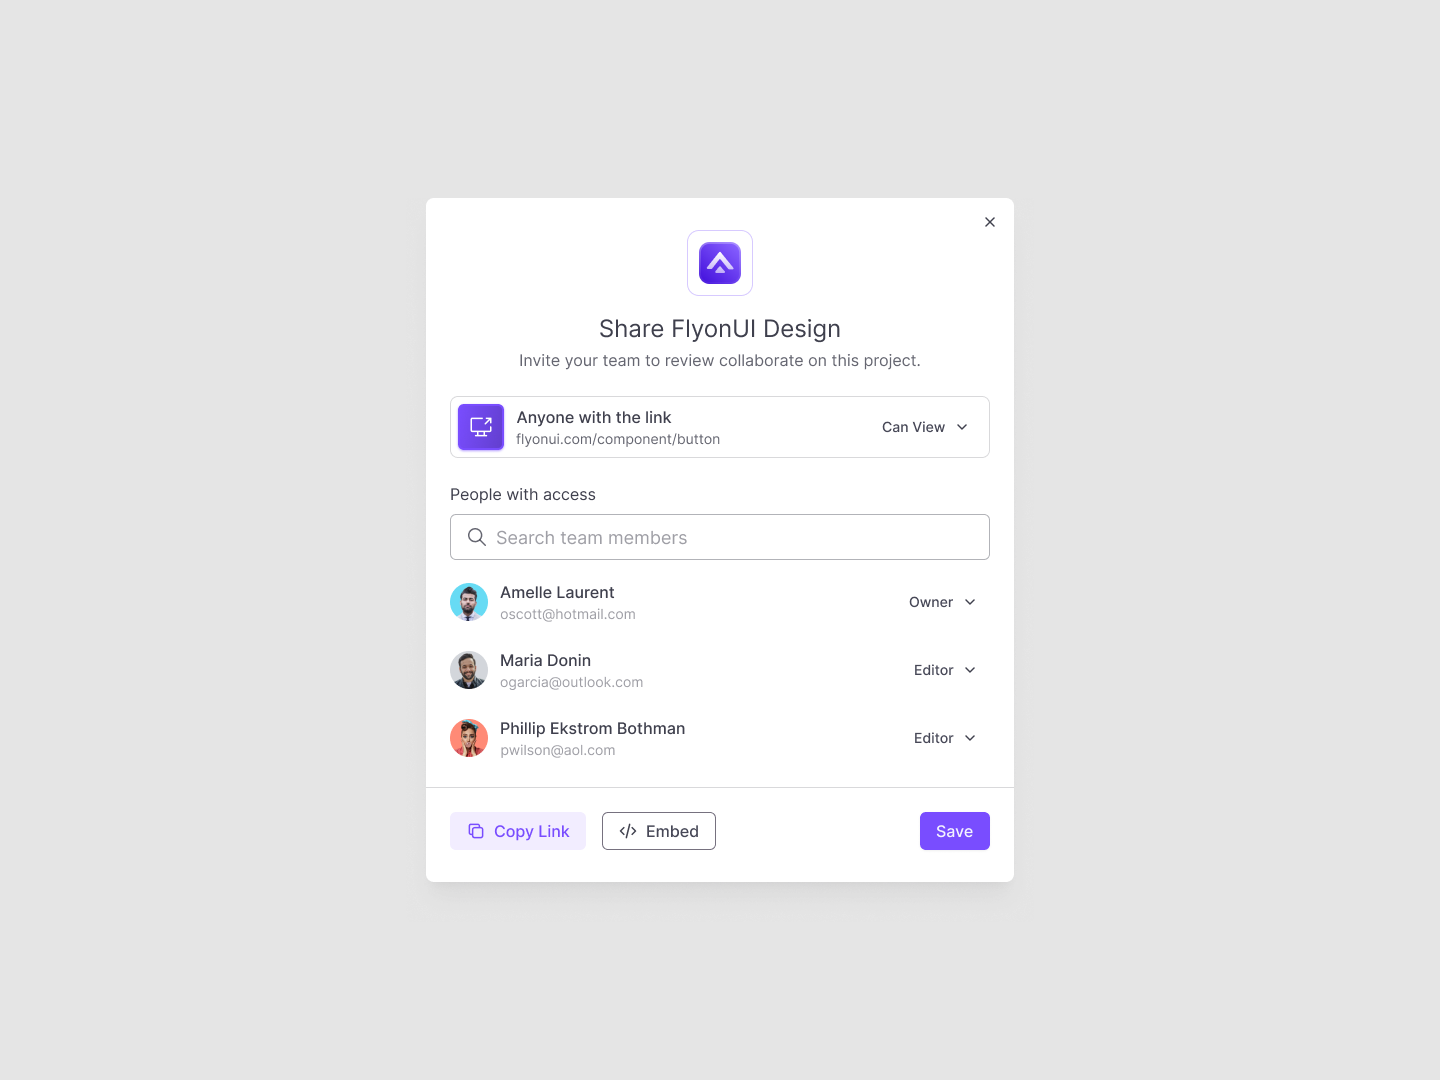 Share FlyonUI Design
Invite your team to review collaborate on this project.
Anyone with the link
flyonui.com/component/button
Can View
People with access
Search team members
Amelle Laurent
oscott@hotmail.com
Owner
Maria Donin
ogarcia@outlook.com
Editor
Phillip Ekstrom Bothman
pwilson@aol.com
Editor
Copy Link
Embed
Save